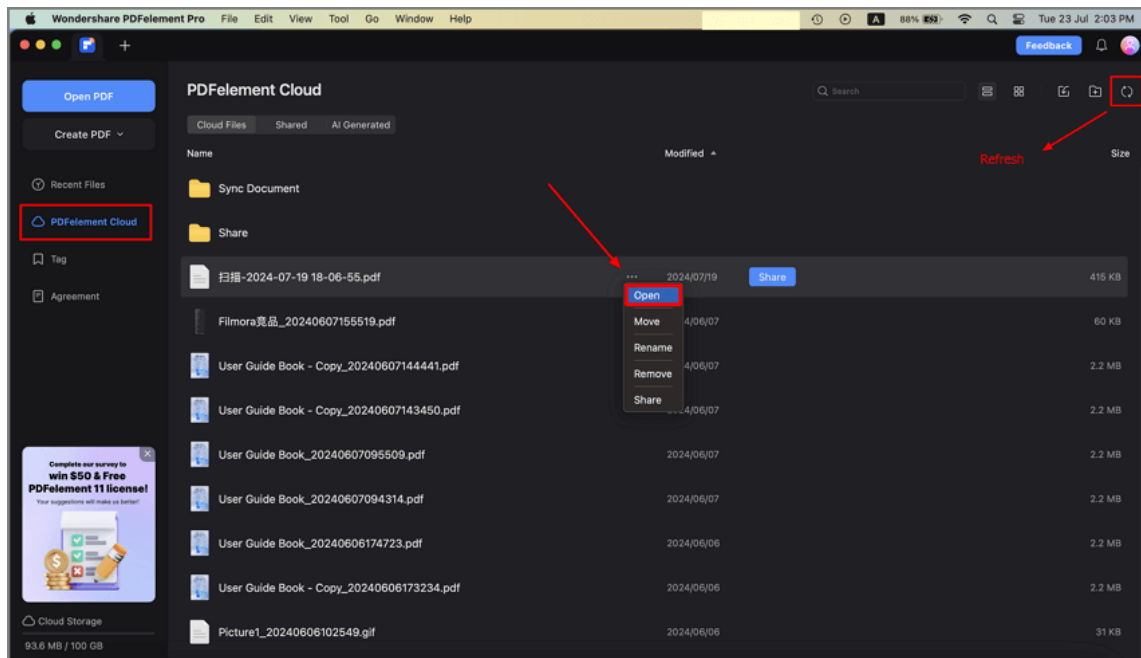 Wondershare PDFelement Pro File Edit View Tool Go Window Help A 88% Tue 23 Jul 2:03 PM
Feedback
Open PDF
Create PDF
Recent Files
PDFelement Cloud
Tag
Agreement
Complete our survey to
win $50 & Free
PDFelement 11 license!
Your suggestions will make us better!
Cloud Storage
93.6 MB / 100 GB
PDFelement Cloud
Search
Cloud Files Shared AI Generated
Refresh
Name Modified Size
Sync Document
Share
扫描-2024-07-19 18-06-55.pdf ··· 2024/07/19 Share 415 KB
Open
Move
Rename
Remove
Share
Filmora竞品_20240607155519.pdf 4/06/07 60 KB
User Guide Book - Copy_20240607144441.pdf 4/06/07 2.2 MB
User Guide Book - Copy_20240607143450.pdf 2024/06/07 2.2 MB
User Guide Book_20240607095509.pdf 2024/06/07 2.2 MB
User Guide Book_20240607094314.pdf 2024/06/07 2.2 MB
User Guide Book_20240606174723.pdf 2024/06/06 2.2 MB
User Guide Book - Copy_20240606173234.pdf 2024/06/06 2.2 MB
Picture1_20240606102549.gif 2024/06/06 31 KB